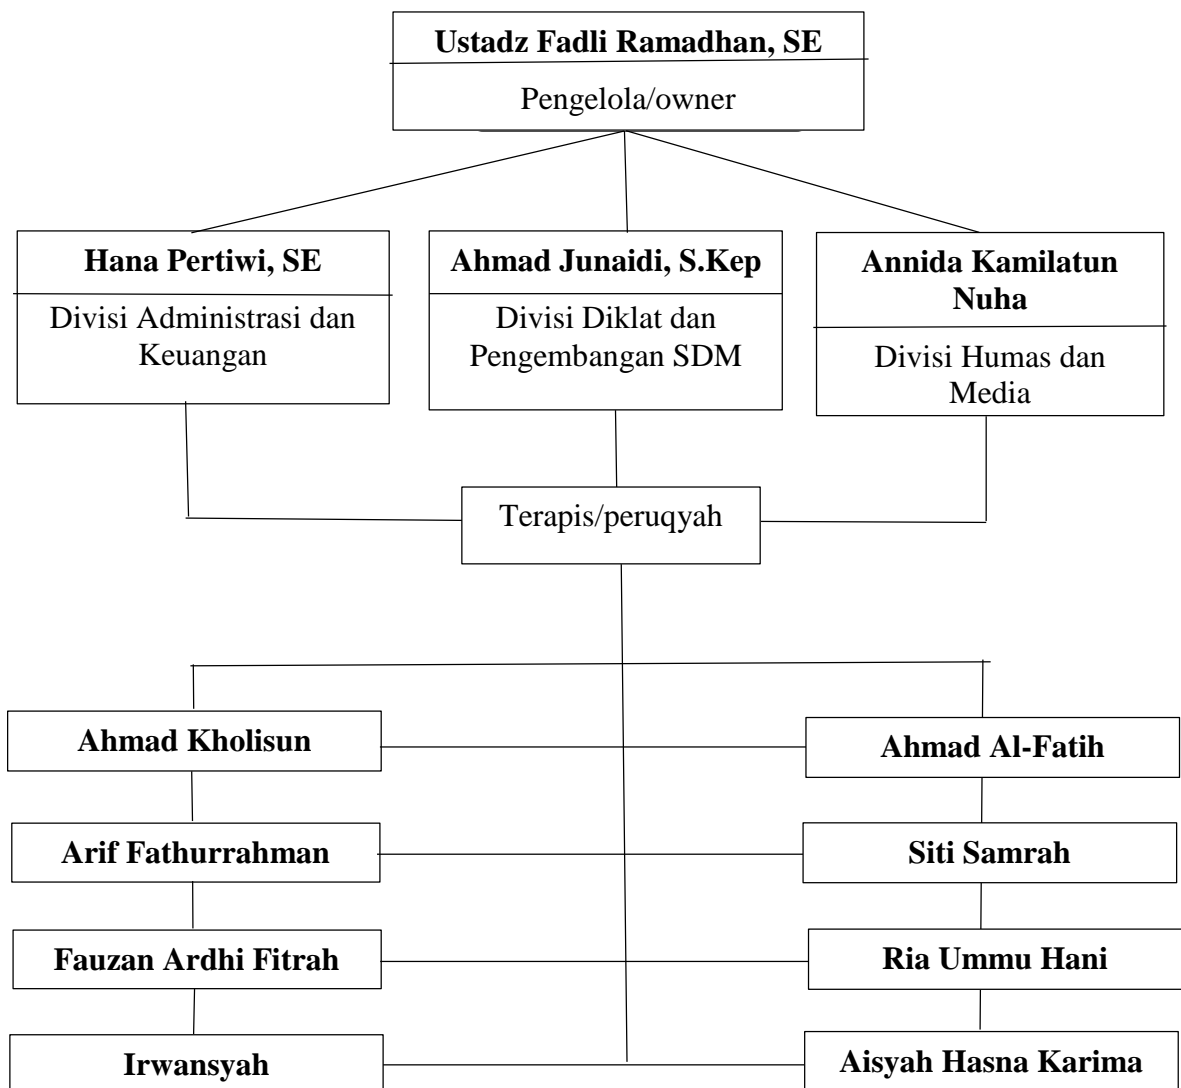 Ustadz Fadli Ramadhan, SE
Pengelola/owner
Hana Pertiwi, SE
Divisi Administrasi dan
Keuangan
Ahmad Junaidi, S.Kep
Divisi Diklat dan
Pengembangan SDM
Annida Kamilatun
Nuha
Divisi Humas dan
Media
Terapis/peruqyah
Ahmad Kholisun
Ahmad Al-Fatih
Arif Fathurrahman
Siti Samrah
Fauzan Ardhi Fitrah
Ria Ummu Hani
Irwansyah
Aisyah Hasna Karima